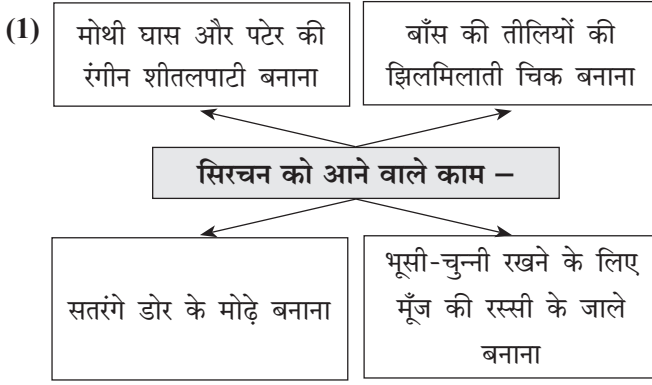 (1)
मोथी घास और पटेर की
रंगीन शीतलपाटी बनाना
बाँस की तीलियों की
झिलमिलाती चिक बनाना
सिरचन को आने वाले काम –
सतरंगे डोर के मोढ़े बनाना
भूसी-चुन्नी रखने के लिए
मूँज की रस्सी के जाले
बनाना